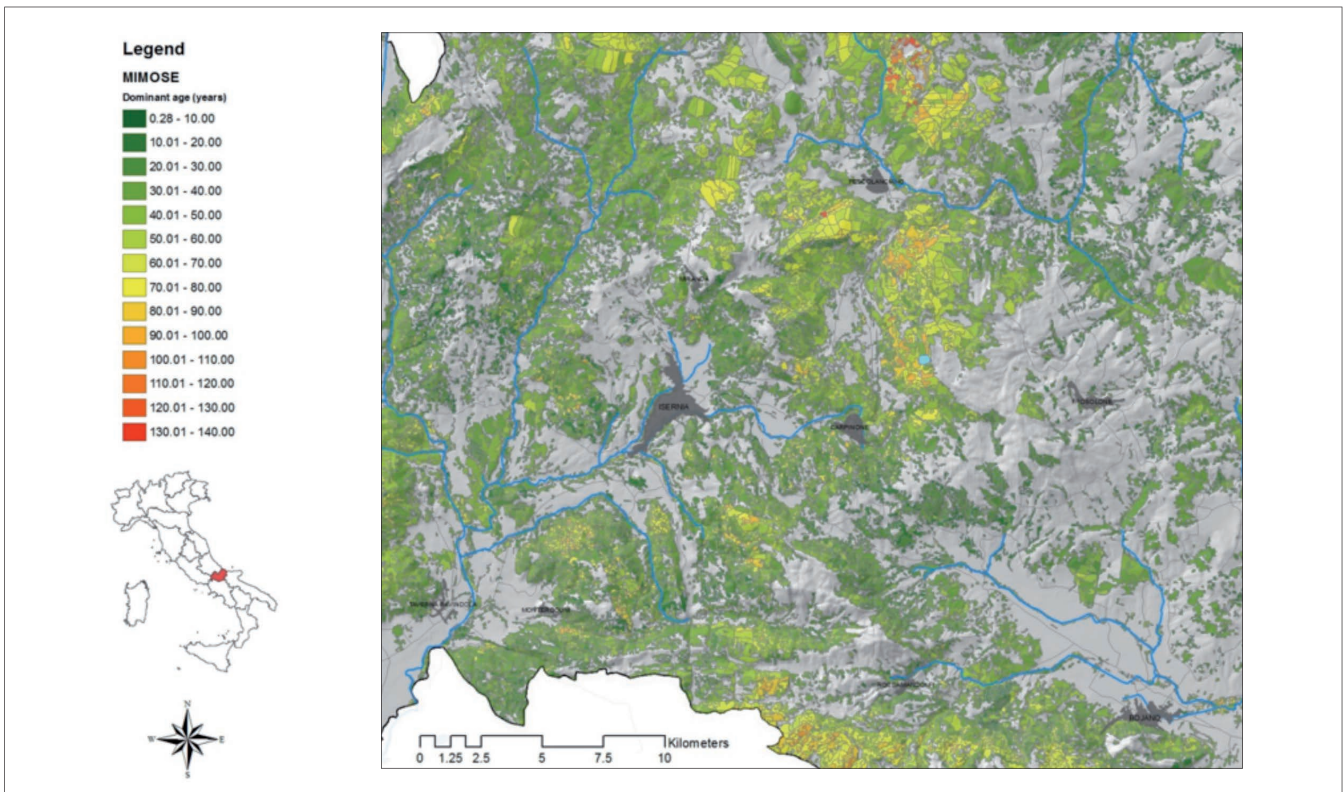 Legend
MIMOSE
Dominant age (years)
0.28 - 10.00
10.01 - 20.00
20.01 - 30.00
30.01 - 40.00
40.01 - 50.00
50.01 - 60.00
60.01 - 70.00
70.01 - 80.00
80.01 - 90.00
90.01 - 100.00
100.01 - 110.00
110.01 - 120.00
120.01 - 130.00
130.01 - 140.00
N
W
E
S
ISERNIA
CARPINONE
BOJANO
Kilometers
0 1.25 2.5 5 7.5 10